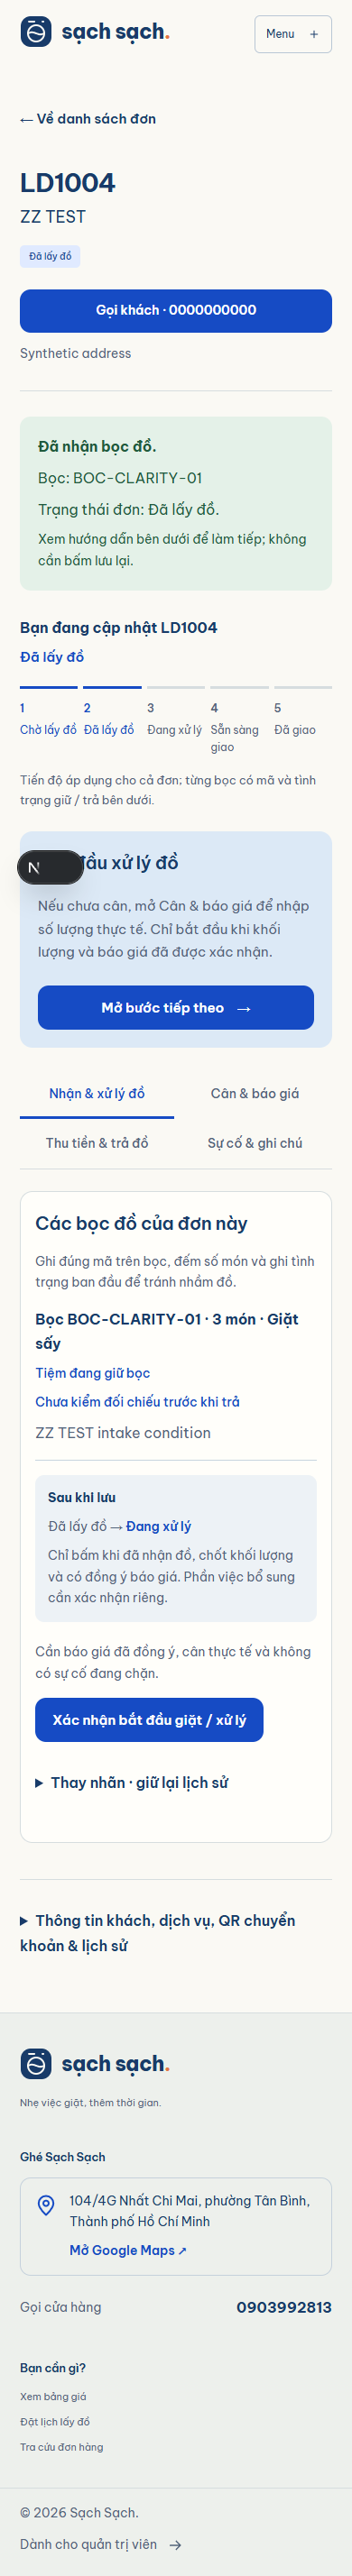 sạch sạch.
Menu +
← Về danh sách đơn
LD1004
ZZ TEST
Đã lấy đồ
Gọi khách · 0000000000
Synthetic address
Đã nhận bọc đồ.
Bọc: BOC-CLARITY-01
Trạng thái đơn: Đã lấy đồ.
Xem hướng dẫn bên dưới để làm tiếp; không
cần bấm lưu lại.
Bạn đang cập nhật LD1004
Đã lấy đồ
1 2 3 4 5
Chờ lấy đồ Đã lấy đồ Đang xử lý Sẵn sàng Đã giao
giao
Tiến độ áp dụng cho cả đơn; từng bọc có mã và tình
trạng giữ / trả bên dưới.
N
đầu xử lý đồ
Nếu chưa cân, mở Cân & báo giá để nhập
số lượng thực tế. Chỉ bắt đầu khi khối
lượng và báo giá đã được xác nhận.
Mở bước tiếp theo →
Nhận & xử lý đồ Cân & báo giá
Thu tiền & trả đồ Sự cố & ghi chú
Các bọc đồ của đơn này
Ghi đúng mã trên bọc, đếm số món và ghi tình
trạng ban đầu để tránh nhầm đồ.
Bọc BOC-CLARITY-01 · 3 món · Giặt
sấy
Tiệm đang giữ bọc
Chưa kiểm đối chiếu trước khi trả
ZZ TEST intake condition
Sau khi lưu
Đã lấy đồ → Đang xử lý
Chỉ bấm khi đã nhận đồ, chốt khối lượng
và có đồng ý báo giá. Phần việc bổ sung
cần xác nhận riêng.
Cần báo giá đã đồng ý, cân thực tế và không
có sự cố đang chặn.
Xác nhận bắt đầu giặt / xử lý
▶ Thay nhãn · giữ lại lịch sử
▶ Thông tin khách, dịch vụ, QR chuyển
khoản & lịch sử
sạch sạch.
Nhẹ việc giặt, thêm thời gian.
Ghé Sạch Sạch
104/4G Nhất Chi Mai, phường Tân Bình,
Thành phố Hồ Chí Minh
Mở Google Maps ↗
Gọi cửa hàng 0903992813
Bạn cần gì?
Xem bảng giá
Đặt lịch lấy đồ
Tra cứu đơn hàng
© 2026 Sạch Sạch.
Dành cho quản trị viên →